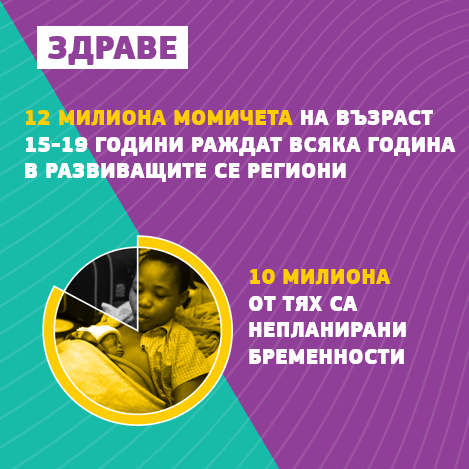 ЗДРАВЕ
12 МИЛИОНА МОМИЧЕТА НА ВЪЗРАСТ
15-19 ГОДИНИ РАЖДАТ ВСЯКА ГОДИНА
В РАЗВИВАЩИТЕ СЕ РЕГИОНИ
10 МИЛИОНА
ОТ ТЯХ СА
НЕПЛАНИРАНИ
БРЕМЕННОСТИ